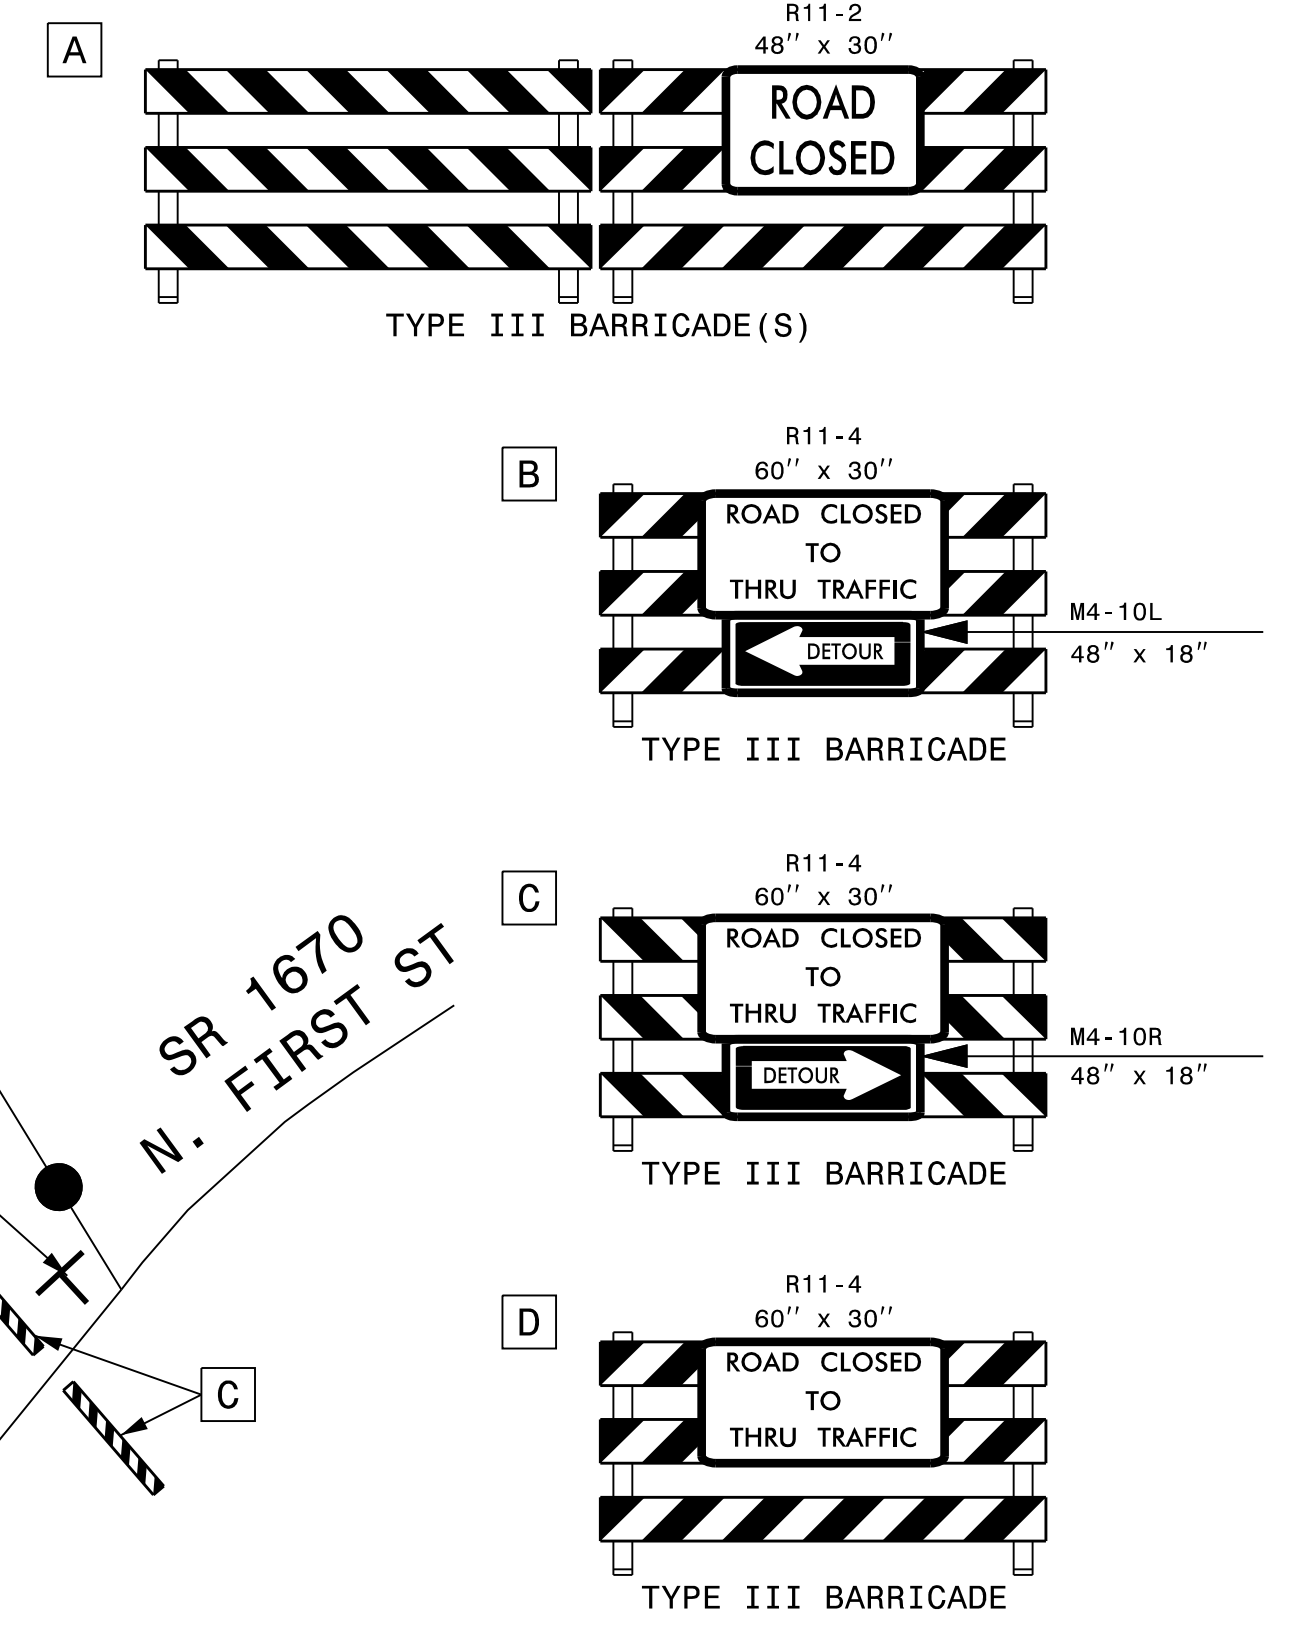 A
R11-2
48" x 30"
ROAD
CLOSED
TYPE III BARRICADE(S)
B
R11-4
60" x 30"
ROAD CLOSED
TO
THRU TRAFFIC
DETOUR
M4-10L
48" x 18"
TYPE III BARRICADE
C
R11-4
60" x 30"
ROAD CLOSED
TO
THRU TRAFFIC
DETOUR
M4-10R
48" x 18"
TYPE III BARRICADE
SR 1670
N. FIRST ST
C
D
R11-4
60" x 30"
ROAD CLOSED
TO
THRU TRAFFIC
TYPE III BARRICADE